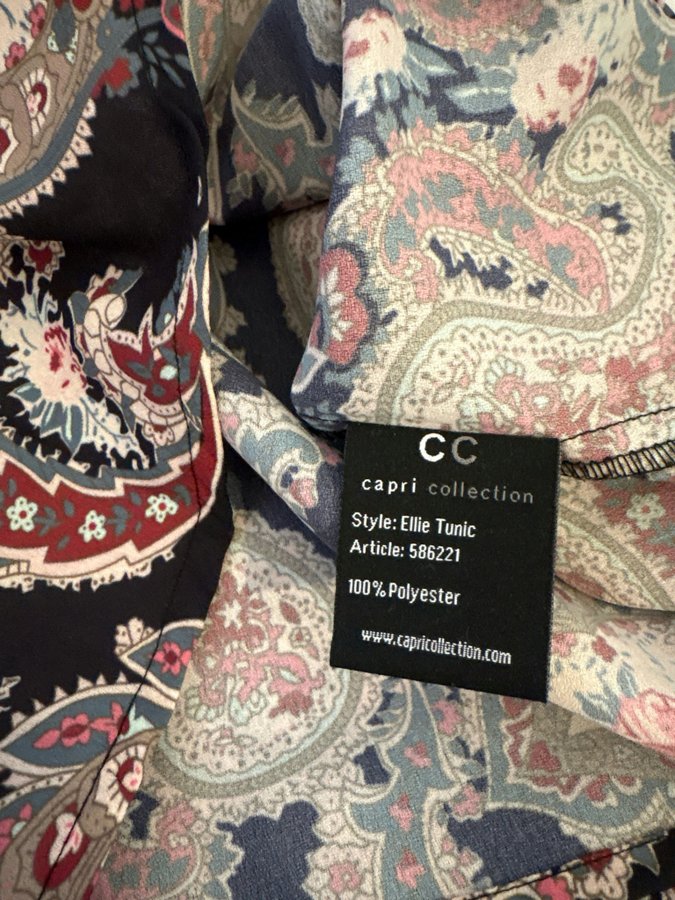 CC
capri collection
Style: Ellie Tunic
Article: 586221
100% Polyester
www.capricollection.com